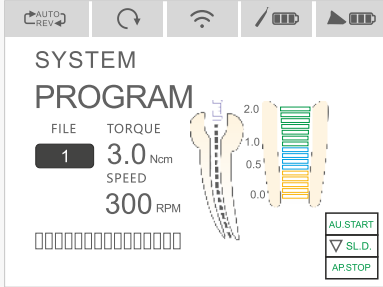 AUTO
REV
SYSTEM
PROGRAM
FILE
TORQUE
1
3.0 Ncm
SPEED
300 RPM
2.0
1.0
0.5
0.0
AU.START
SL.D.
AP.STOP